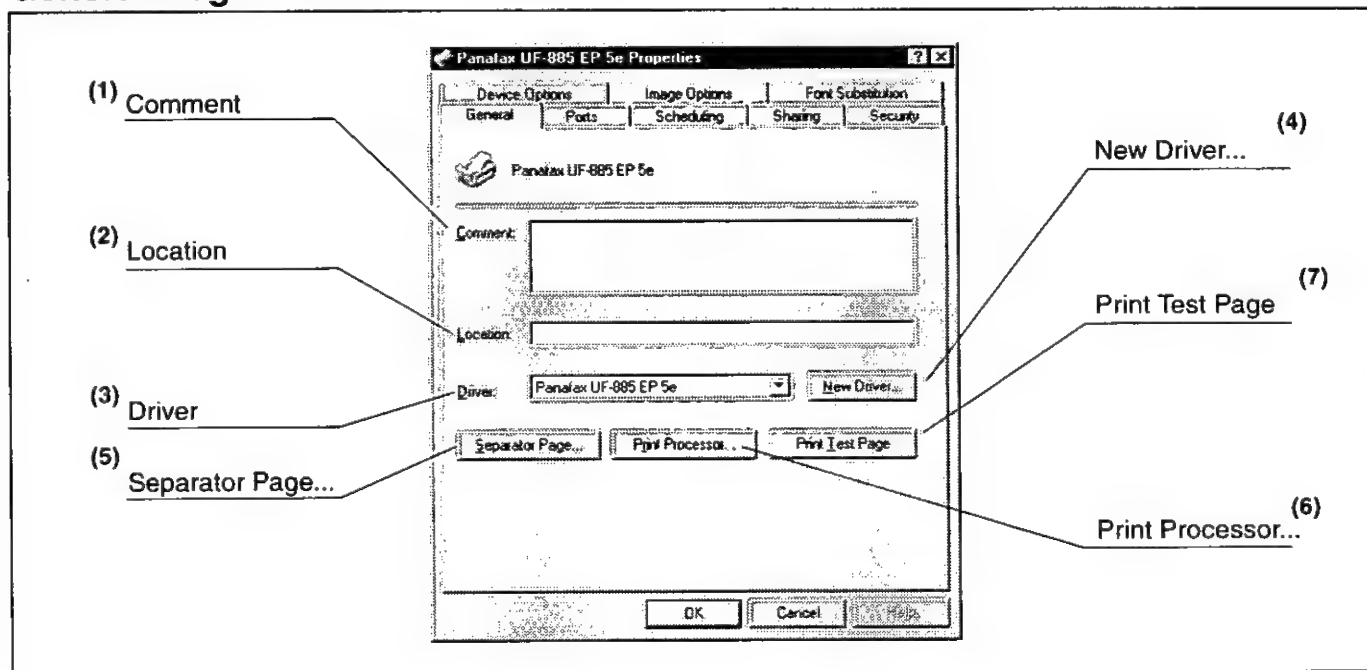 (1) Comment
(2) Location
(3) Driver
(5) Separator Page...
Panafax UF-885 EP 5e Properties
Device Options Image Options Font Substitution
General Ports Scheduling Sharing Security
Panafax UF-885 EP 5e
Comment:
Location:
Driver: Panafax UF-885 EP 5e New Driver...
Separator Page... Print Processor... Print Test Page
OK Cancel Help
(4)
New Driver...
(7)
Print Test Page
(6)
Print Processor...